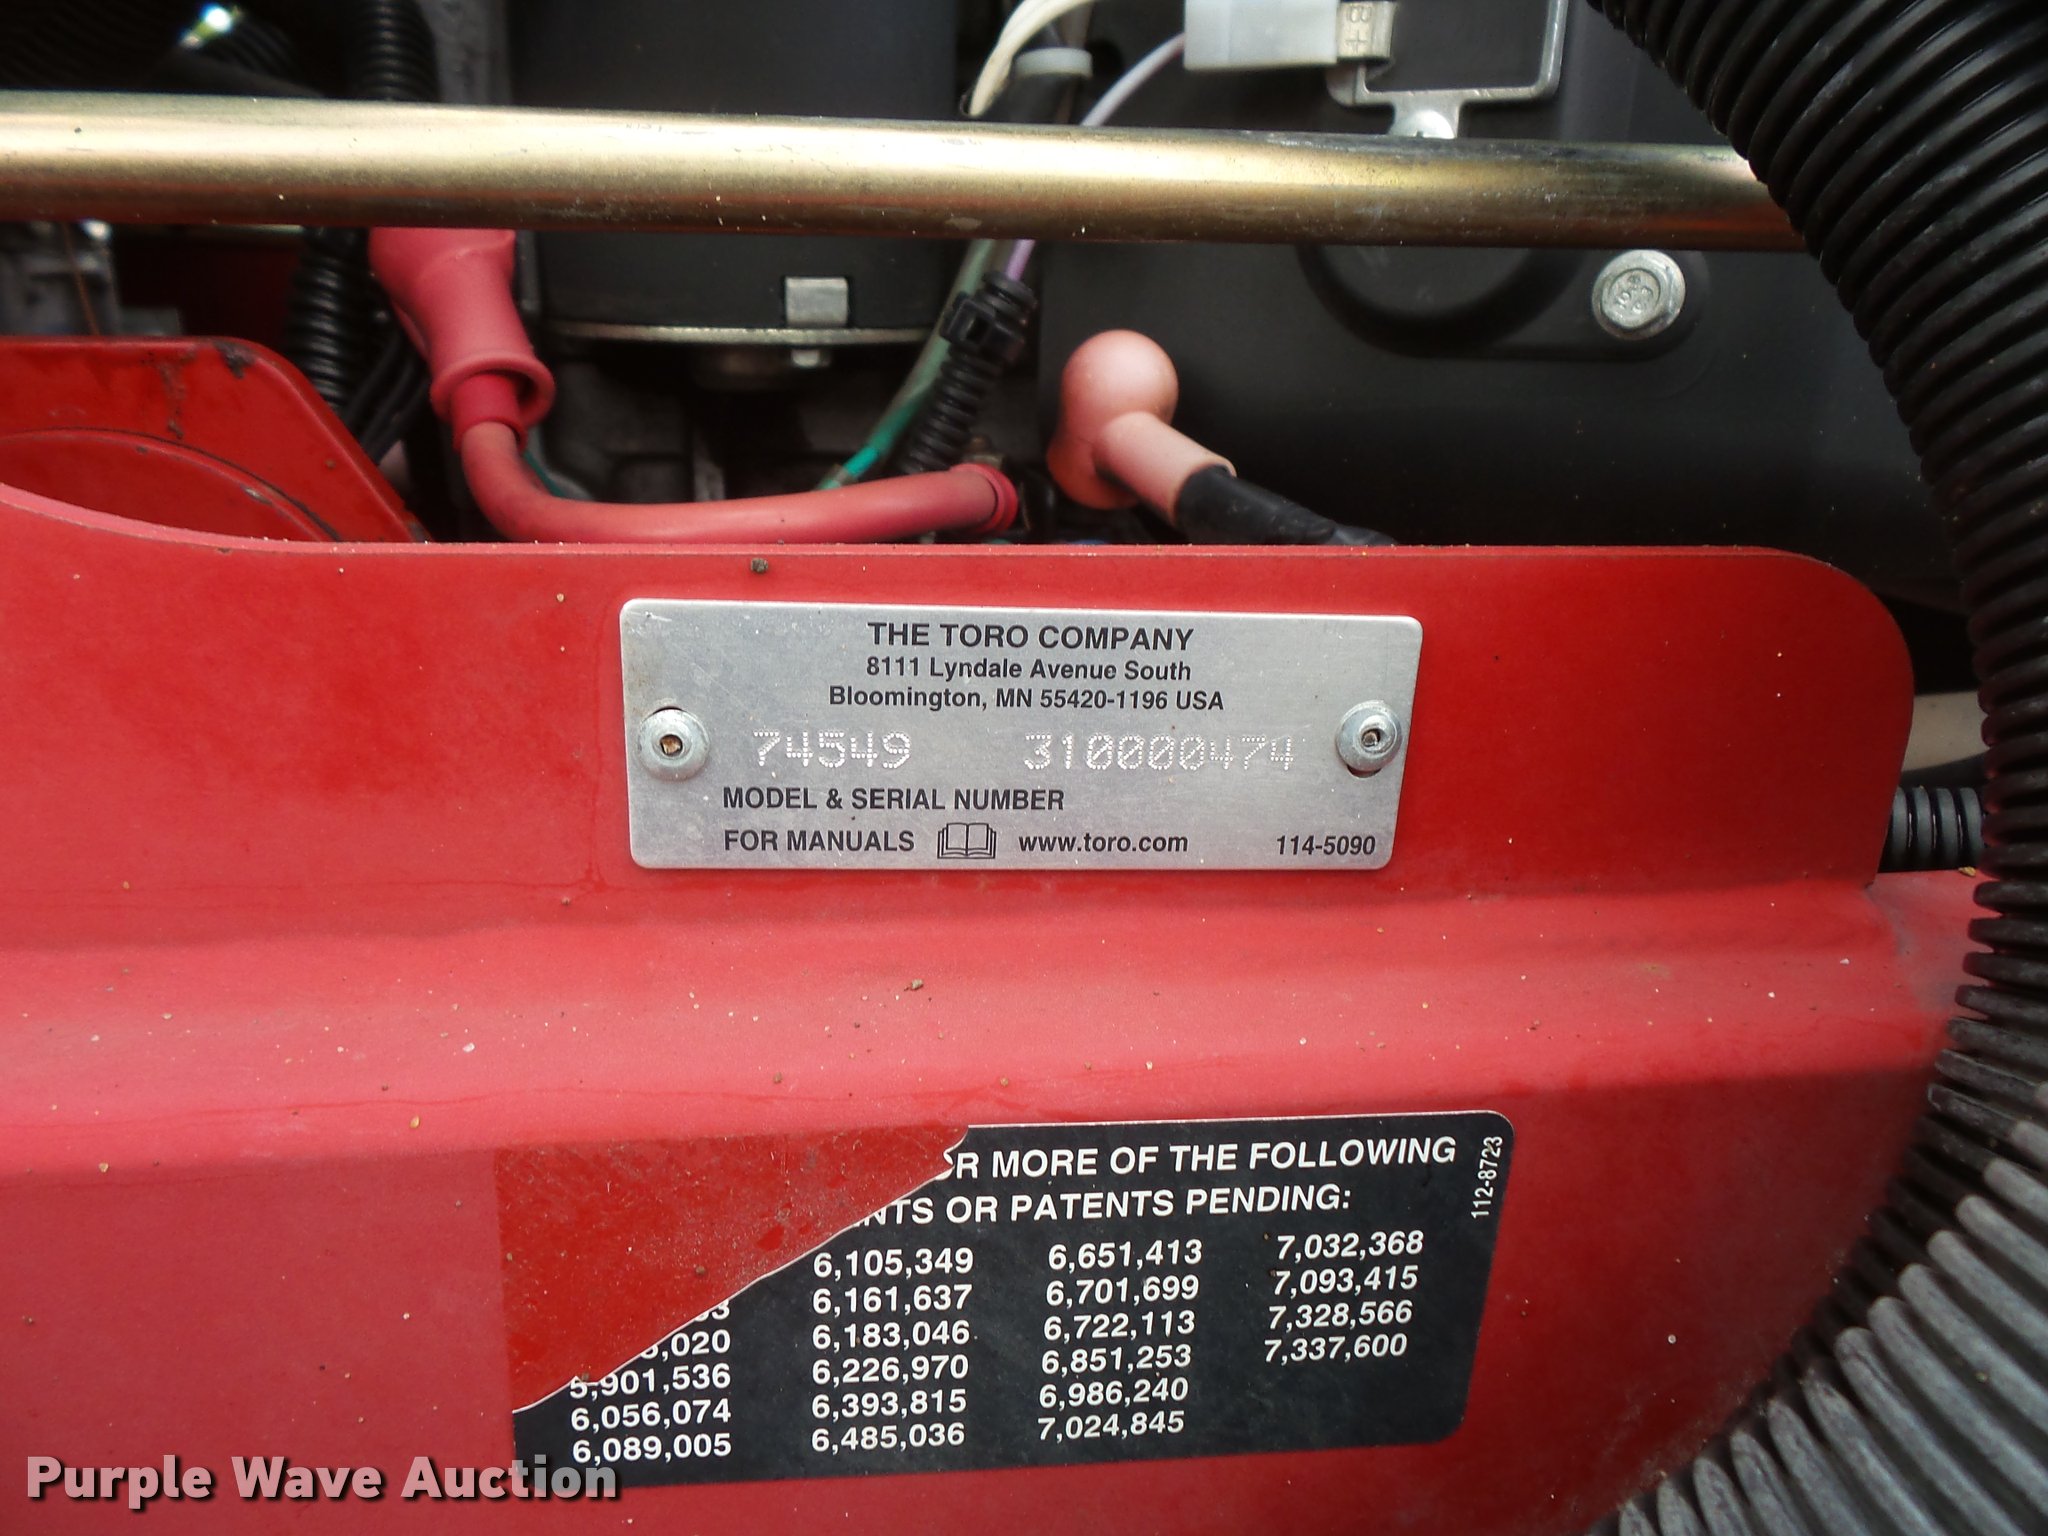 THE TORO COMPANY
8111 Lyndale Avenue South
Bloomington, MN 55420-1196 USA
74549 310000474
MODEL & SERIAL NUMBER
FOR MANUALS www.toro.com 114-5090
MORE OF THE FOLLOWING
OR PATENTS PENDING:
112-8723
6,105,349 6,651,413 7,032,368
6,161,637 6,701,699 7,093,415
6,183,046 6,722,113 7,328,566
5,901,536 6,226,970 6,851,253 7,337,600
6,056,074 6,393,815 6,986,240
6,089,005 6,485,036 7,024,845
Purple Wave Auction